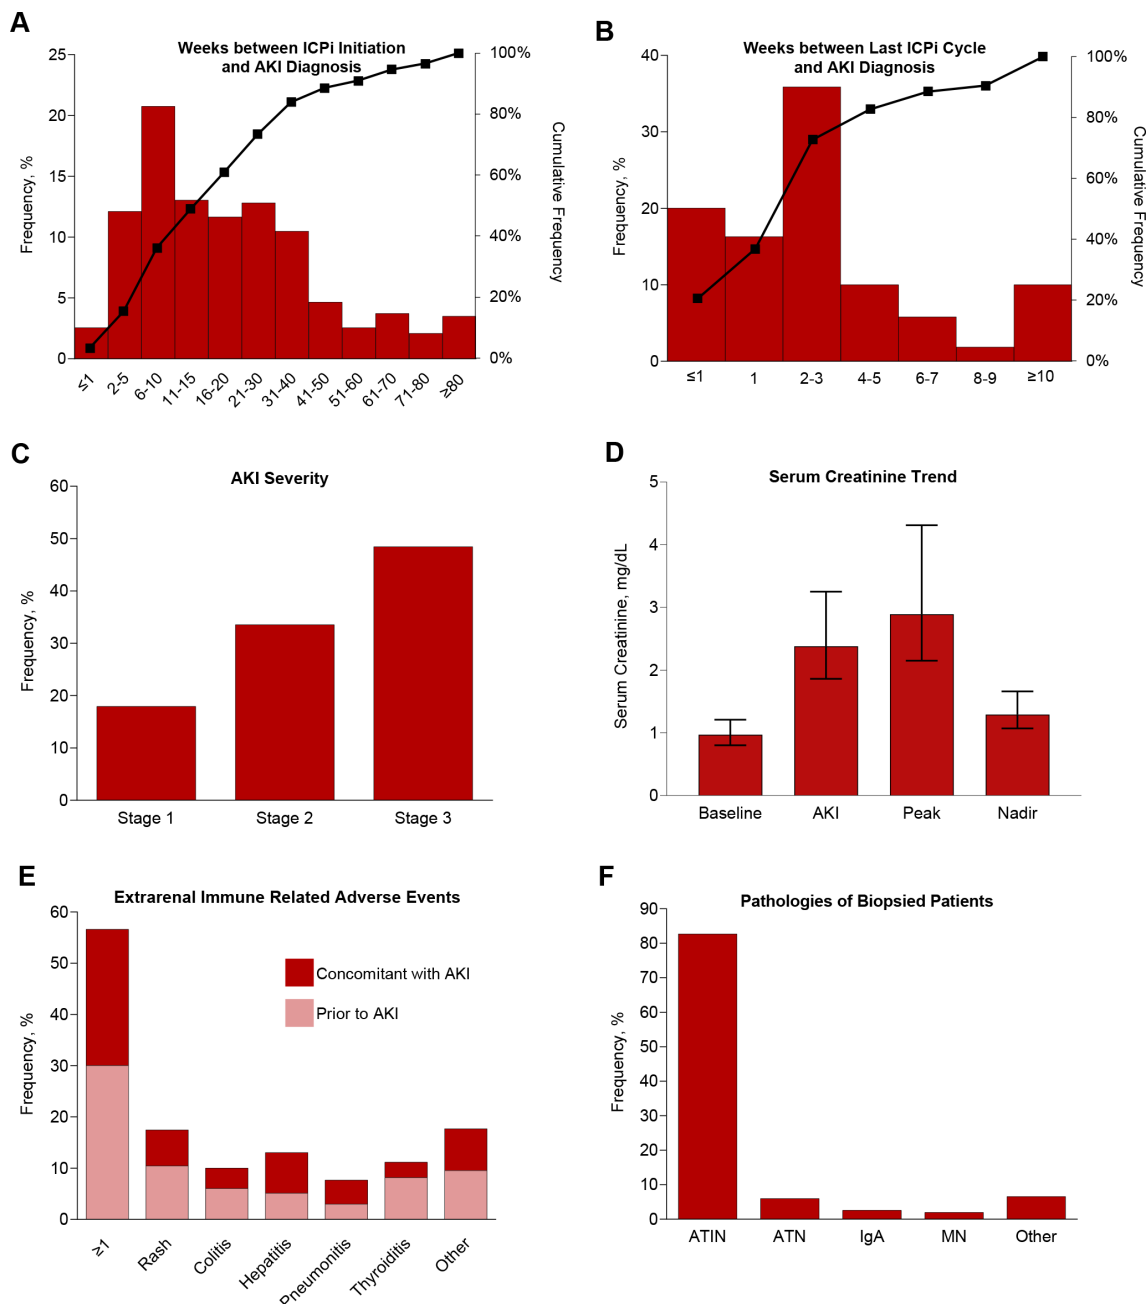 A
Weeks between ICPi Initiation
and AKI Diagnosis
Frequency, %
25
20
15
10
5
0
100%
80%
60%
40%
20%
0%
Cumulative Frequency
≤1
2-5
6-10
11-15
16-20
21-30
31-40
41-50
51-60
61-70
71-80
≥80
B
Weeks between Last ICPi Cycle
and AKI Diagnosis
Frequency, %
40
30
20
10
0
100%
80%
60%
40%
20%
0%
Cumulative Frequency
≤1
1
2-3
4-5
6-7
8-9
≥10
C
AKI Severity
Frequency, %
60
50
40
30
20
10
0
Stage 1
Stage 2
Stage 3
D
Serum Creatinine Trend
Serum Creatinine, mg/dL
5
4
3
2
1
0
Baseline
AKI
Peak
Nadir
E
Extrarenal Immune Related Adverse Events
Frequency, %
60
50
40
30
20
10
0
Concomitant with AKI
Prior to AKI
≥1
Rash
Colitis
Hepatitis
Pneumonitis
Thyroiditis
Other
F
Pathologies of Biopsied Patients
Frequency, %
90
80
70
60
50
40
30
20
10
0
ATIN
ATN
IgA
MN
Other